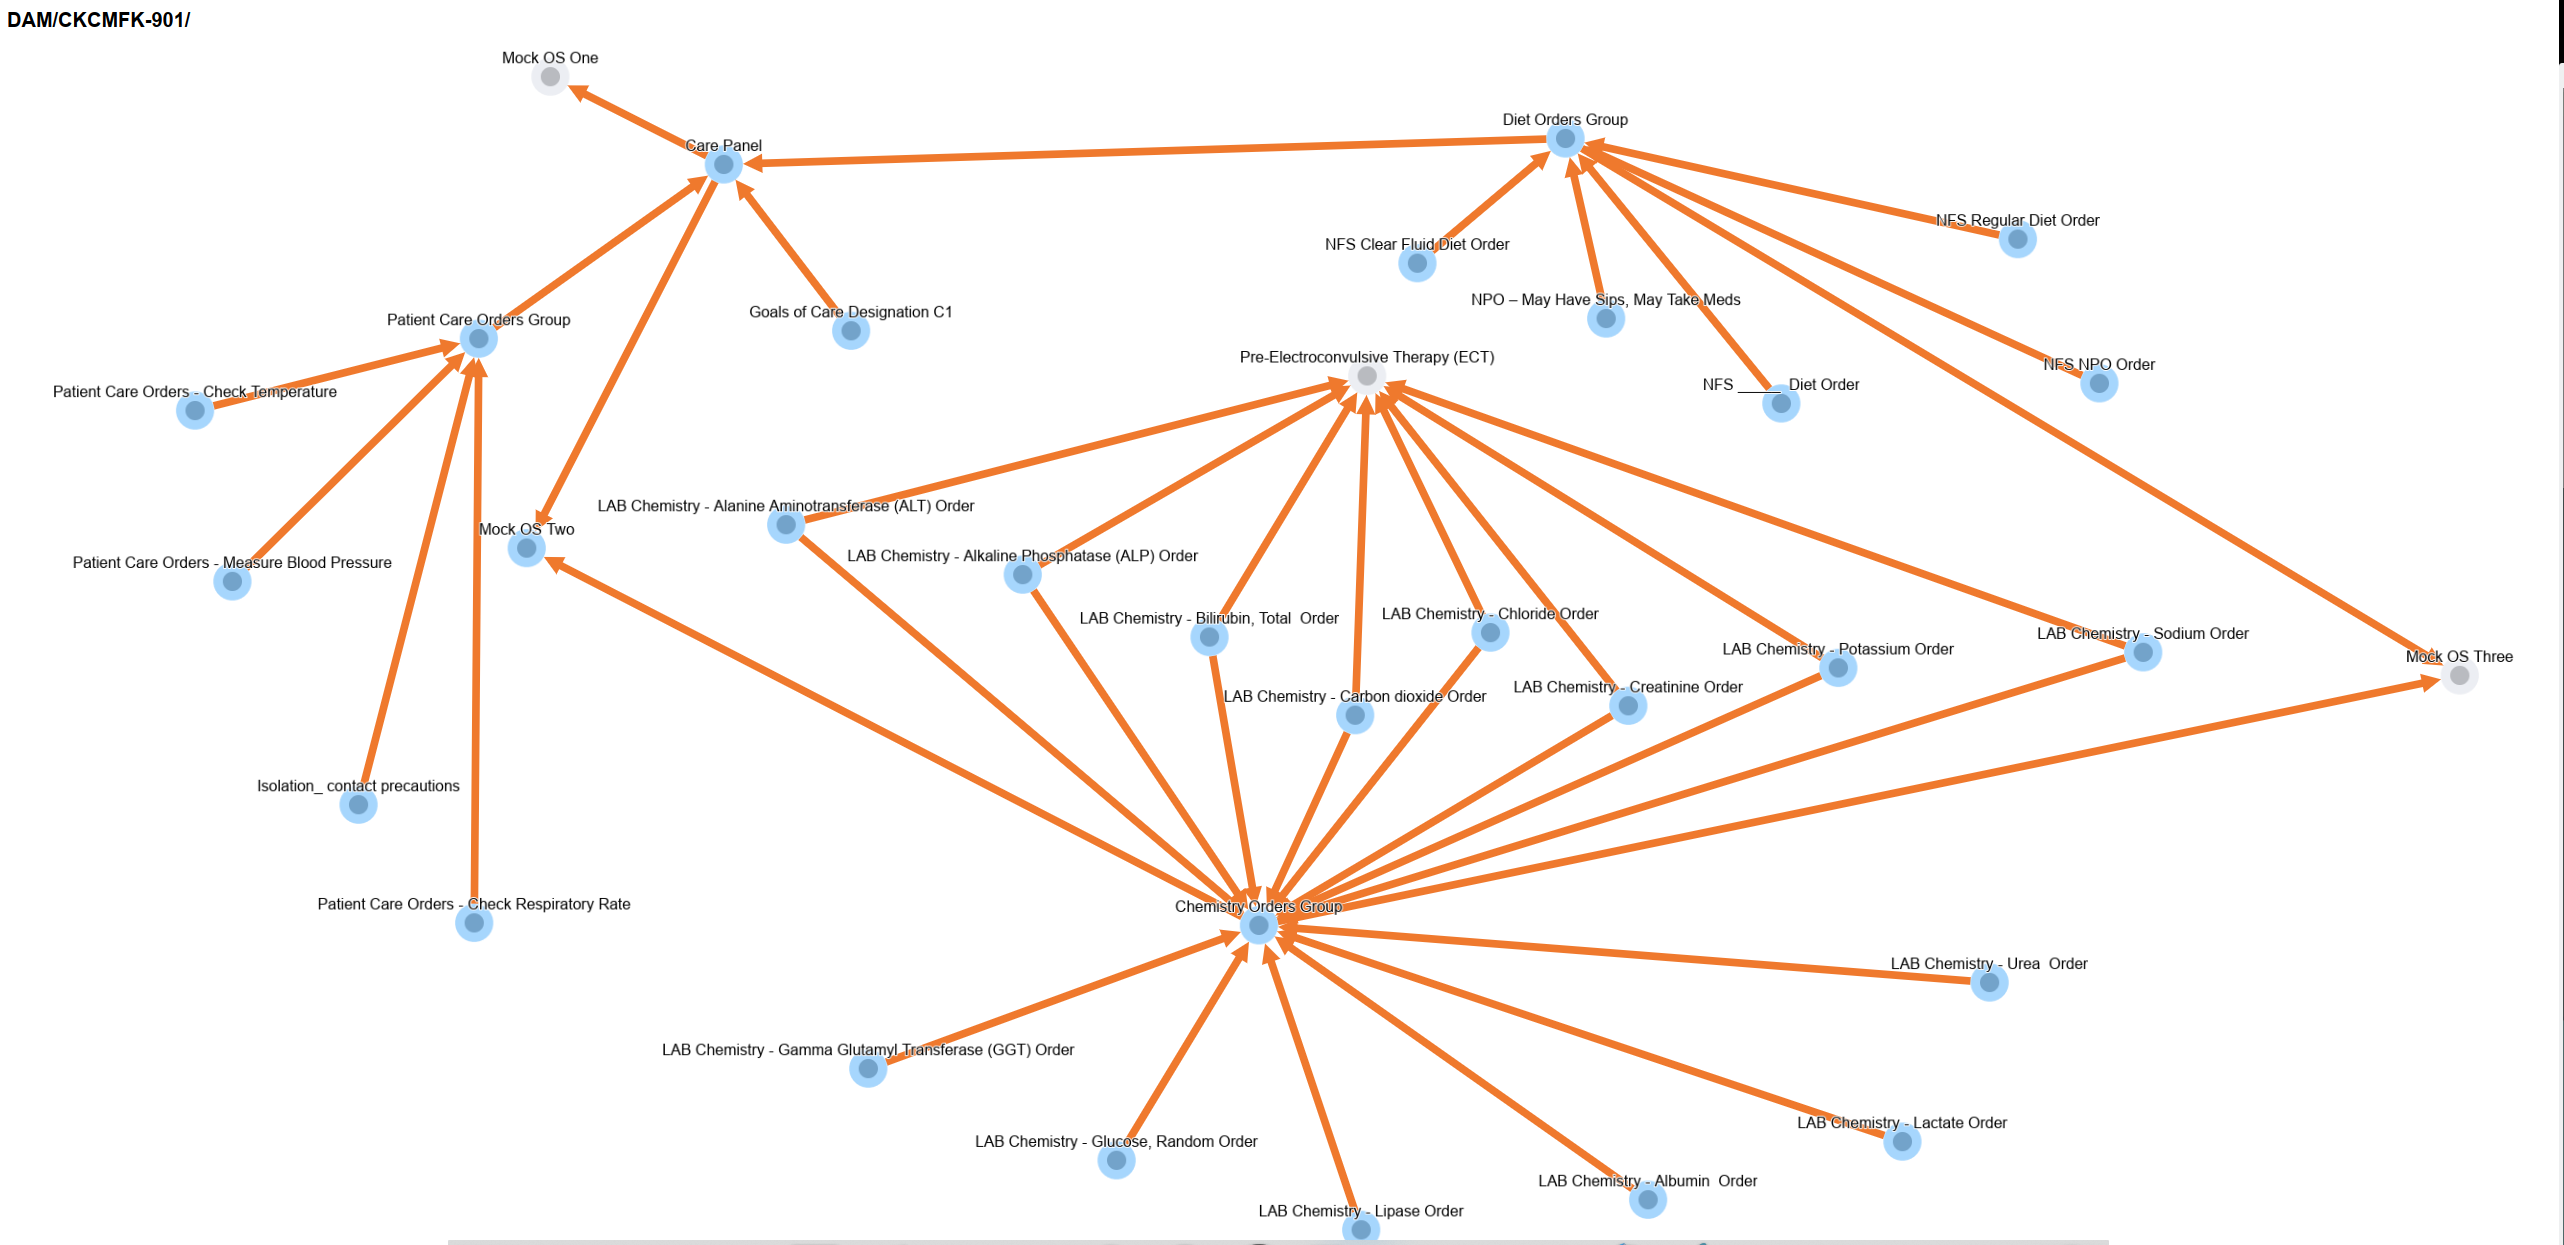 DAM/CKCMFK-901/
Mock OS One
Diet Orders Group
Care Panel
NFS Regular Diet Order
NFS Clear Fluid Diet Order
NPO – May Have Sips, May Take Meds
Goals of Care Designation C1
Patient Care Orders Group
Pre-Electroconvulsive Therapy (ECT)
NFS NPO Order
NFS _____ Diet Order
Patient Care Orders - Check Temperature
LAB Chemistry - Alanine Aminotransferase (ALT) Order
Mock OS Two
LAB Chemistry - Alkaline Phosphatase (ALP) Order
Patient Care Orders - Measure Blood Pressure
LAB Chemistry - Chloride Order
LAB Chemistry - Bilirubin, Total  Order
LAB Chemistry - Sodium Order
LAB Chemistry - Potassium Order
Mock OS Three
LAB Chemistry - Creatinine Order
LAB Chemistry - Carbon dioxide Order
Isolation_ contact precautions
Patient Care Orders - Check Respiratory Rate
Chemistry Orders Group
LAB Chemistry - Urea  Order
LAB Chemistry - Gamma Glutamyl Transferase (GGT) Order
LAB Chemistry - Lactate Order
LAB Chemistry - Glucose, Random Order
LAB Chemistry - Albumin  Order
LAB Chemistry - Lipase Order